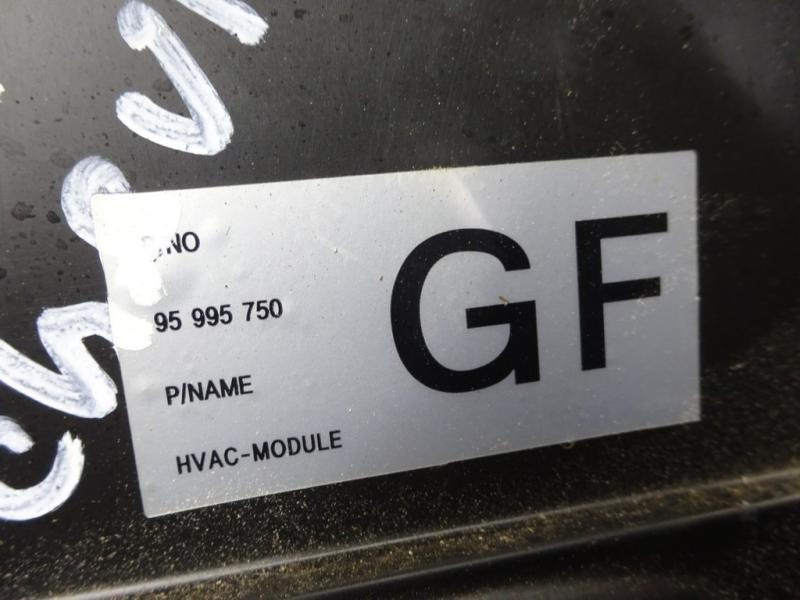 NO
95 995 750
P/NAME
HVAC-MODULE
GF